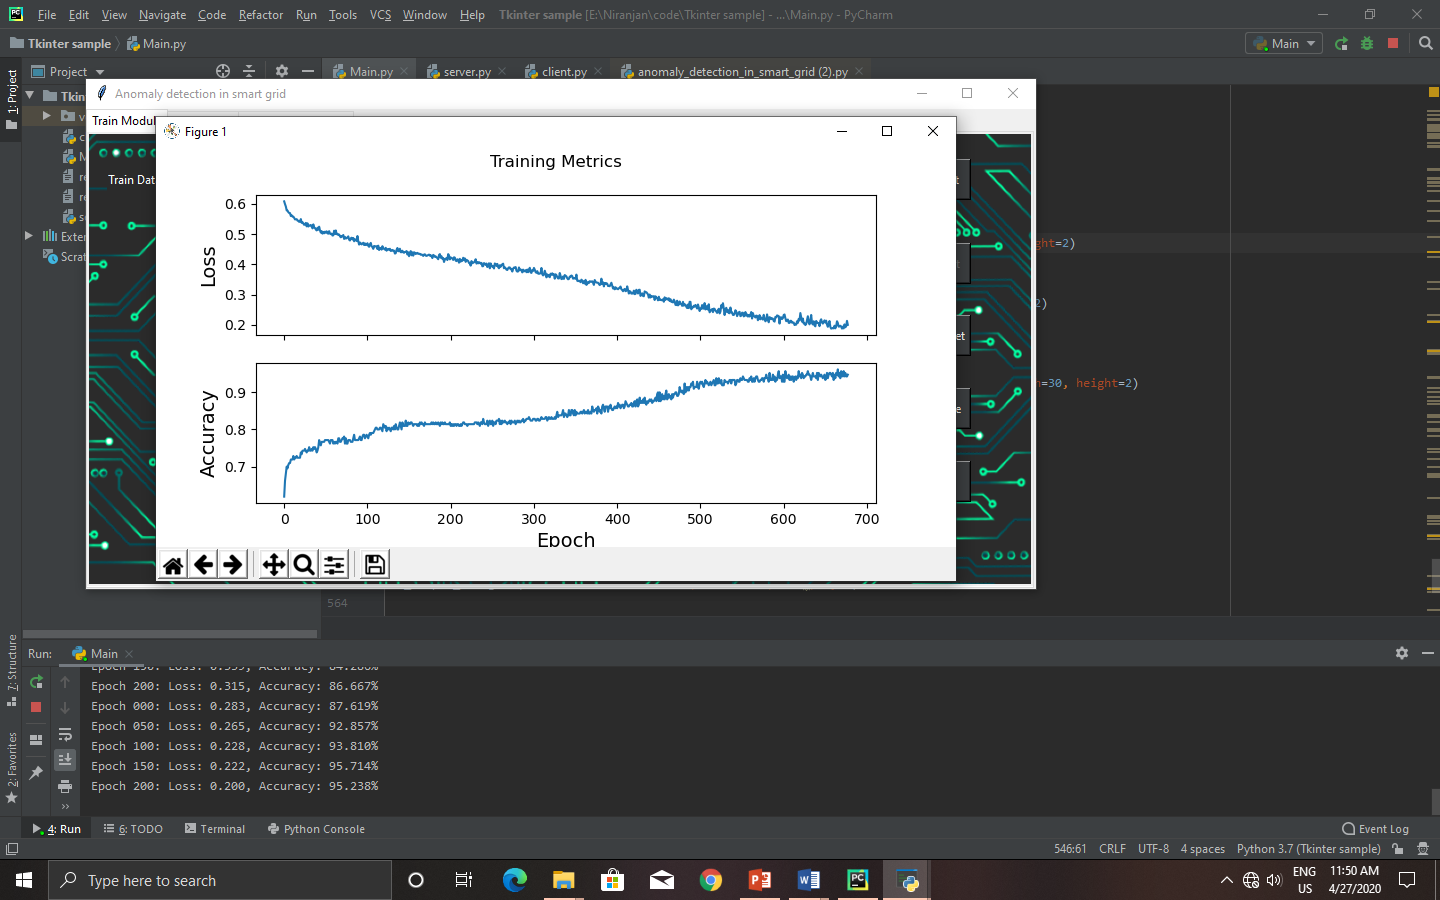 File Edit View Navigate Code Refactor Run Tools VCS Window Help Tkinter sample [E:\Niranjan\code\Tkinter sample] - ...\Main.py - PyCharm
Tkinter sample Main.py Main
1: Project
Project Main.py server.py client.py anomaly_detection_in_smart_grid (2).py
Anomaly detection in smart grid
Train Modul
Figure 1
Train Dat
Training Metrics
0.6
0.5
0.4
0.3
0.2
Loss
0.9
0.8
0.7
Accuracy
0 100 200 300 400 500 600 700
Epoch
ght=2)
2)
n=30, height=2)
564
7: Structure
2: Favorites
Run: Main
Epoch 200: Loss: 0.315, Accuracy: 86.667%
Epoch 000: Loss: 0.283, Accuracy: 87.619%
Epoch 050: Loss: 0.265, Accuracy: 92.857%
Epoch 100: Loss: 0.228, Accuracy: 93.810%
Epoch 150: Loss: 0.222, Accuracy: 95.714%
Epoch 200: Loss: 0.200, Accuracy: 95.238%
4: Run 6: TODO Terminal Python Console Event Log
546:61 CRLF UTF-8 4 spaces Python 3.7 (Tkinter sample)
Type here to search
ENG 11:50 AM
US 4/27/2020